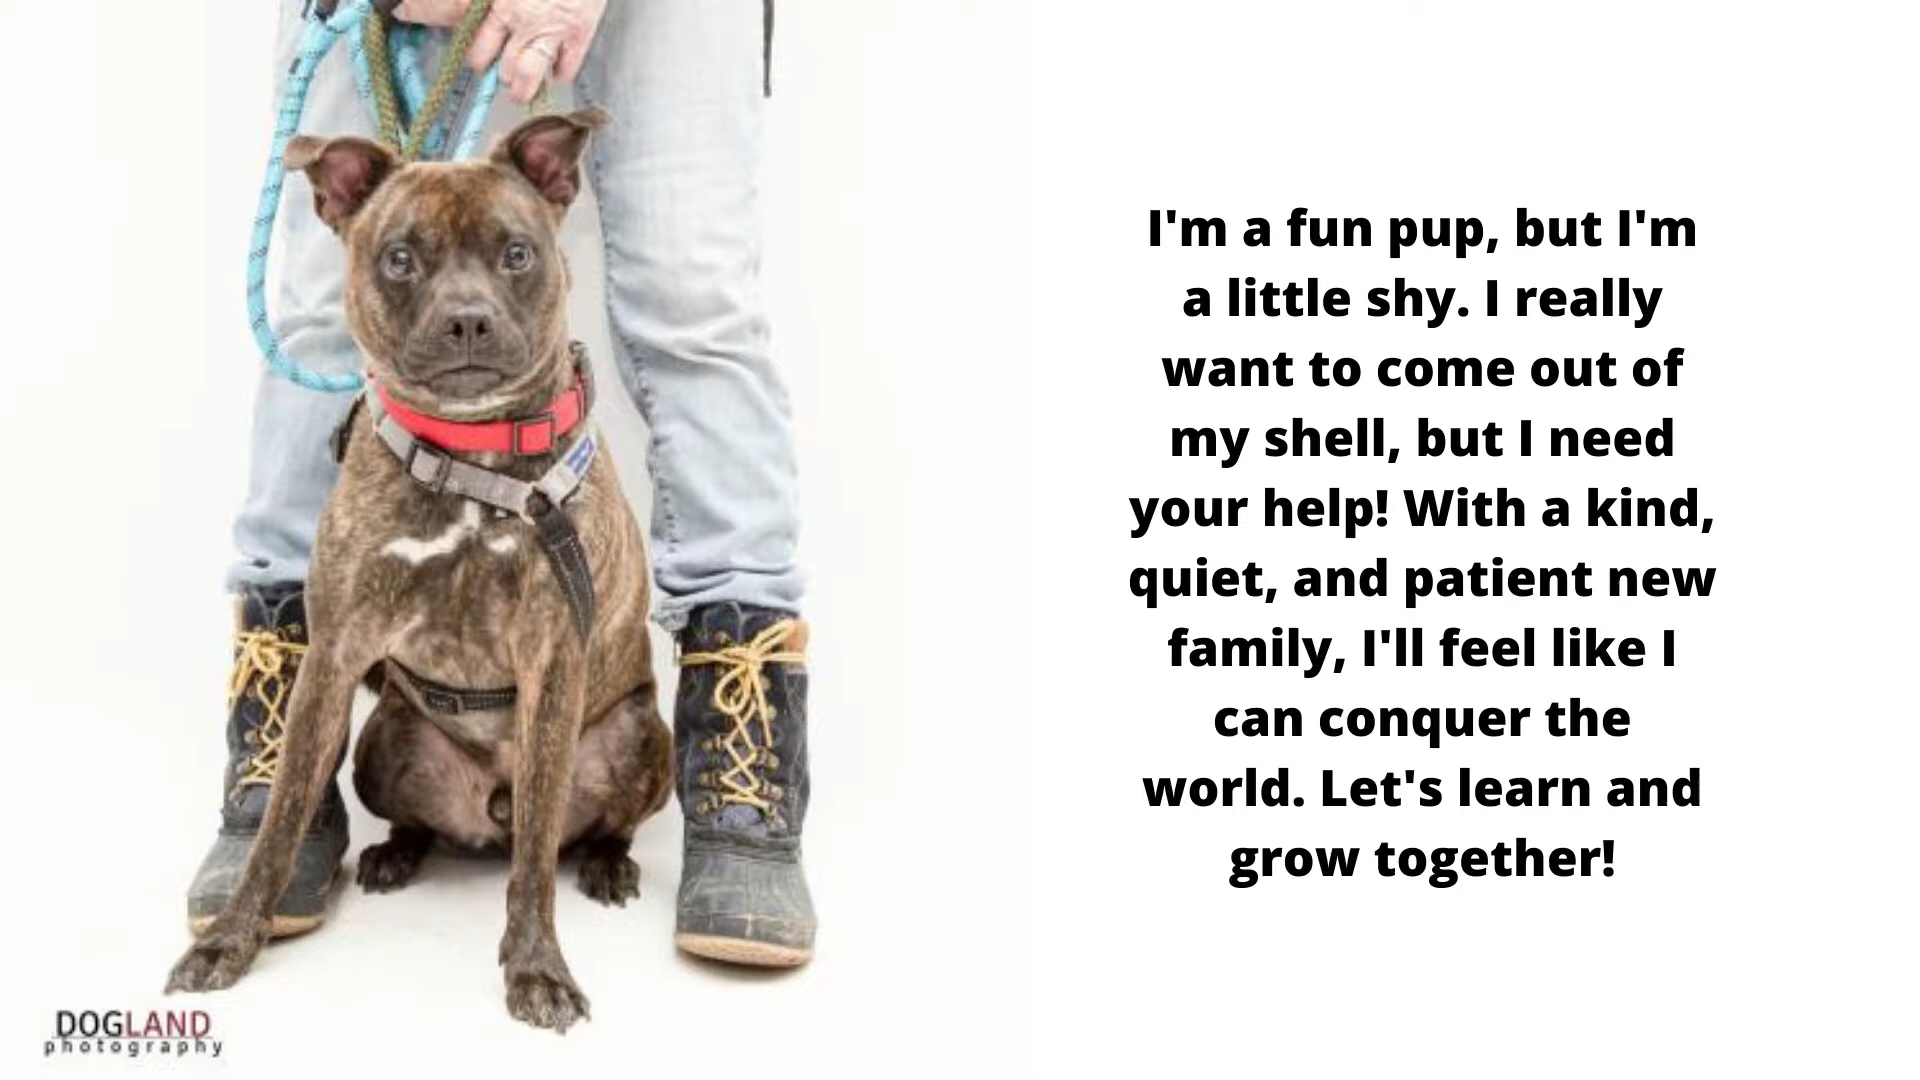 I'm a fun pup, but I'm
a little shy. I really
want to come out of
my shell, but I need
your help! With a kind,
quiet, and patient new
family, I'll feel like I
can conquer the
world. Let's learn and
grow together!
DOGLAND
photography